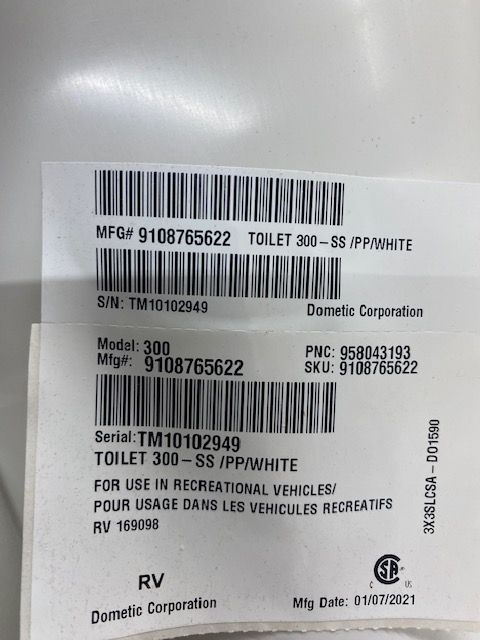 MFG# 9108765622 TOILET 300-SS /PP/WHITE
S/N: TM10102949 Dometic Corporation
Model: 300 PNC: 958043193
Mfg#: 9108765622 SKU: 9108765622
Serial: TM10102949
TOILET 300-SS /PP/WHITE
FOR USE IN RECREATIONAL VEHICLES/
POUR USAGE DANS LES VEHICULES RECREATIFS
RV 169098
3X3SLCSA - DO1590
RV
SA
C US
Dometic Corporation Mfg Date: 01/07/2021